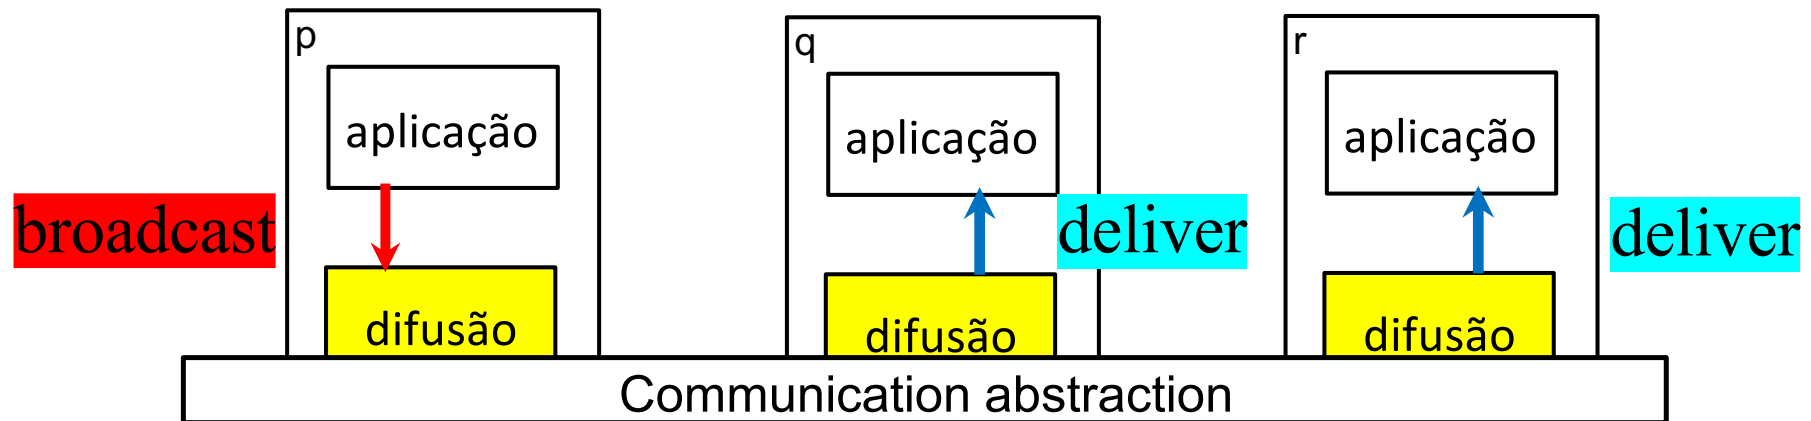 p
q
r
aplicação
aplicação
aplicação
broadcast
deliver
deliver
difusão
difusão
difusão
Communication abstraction